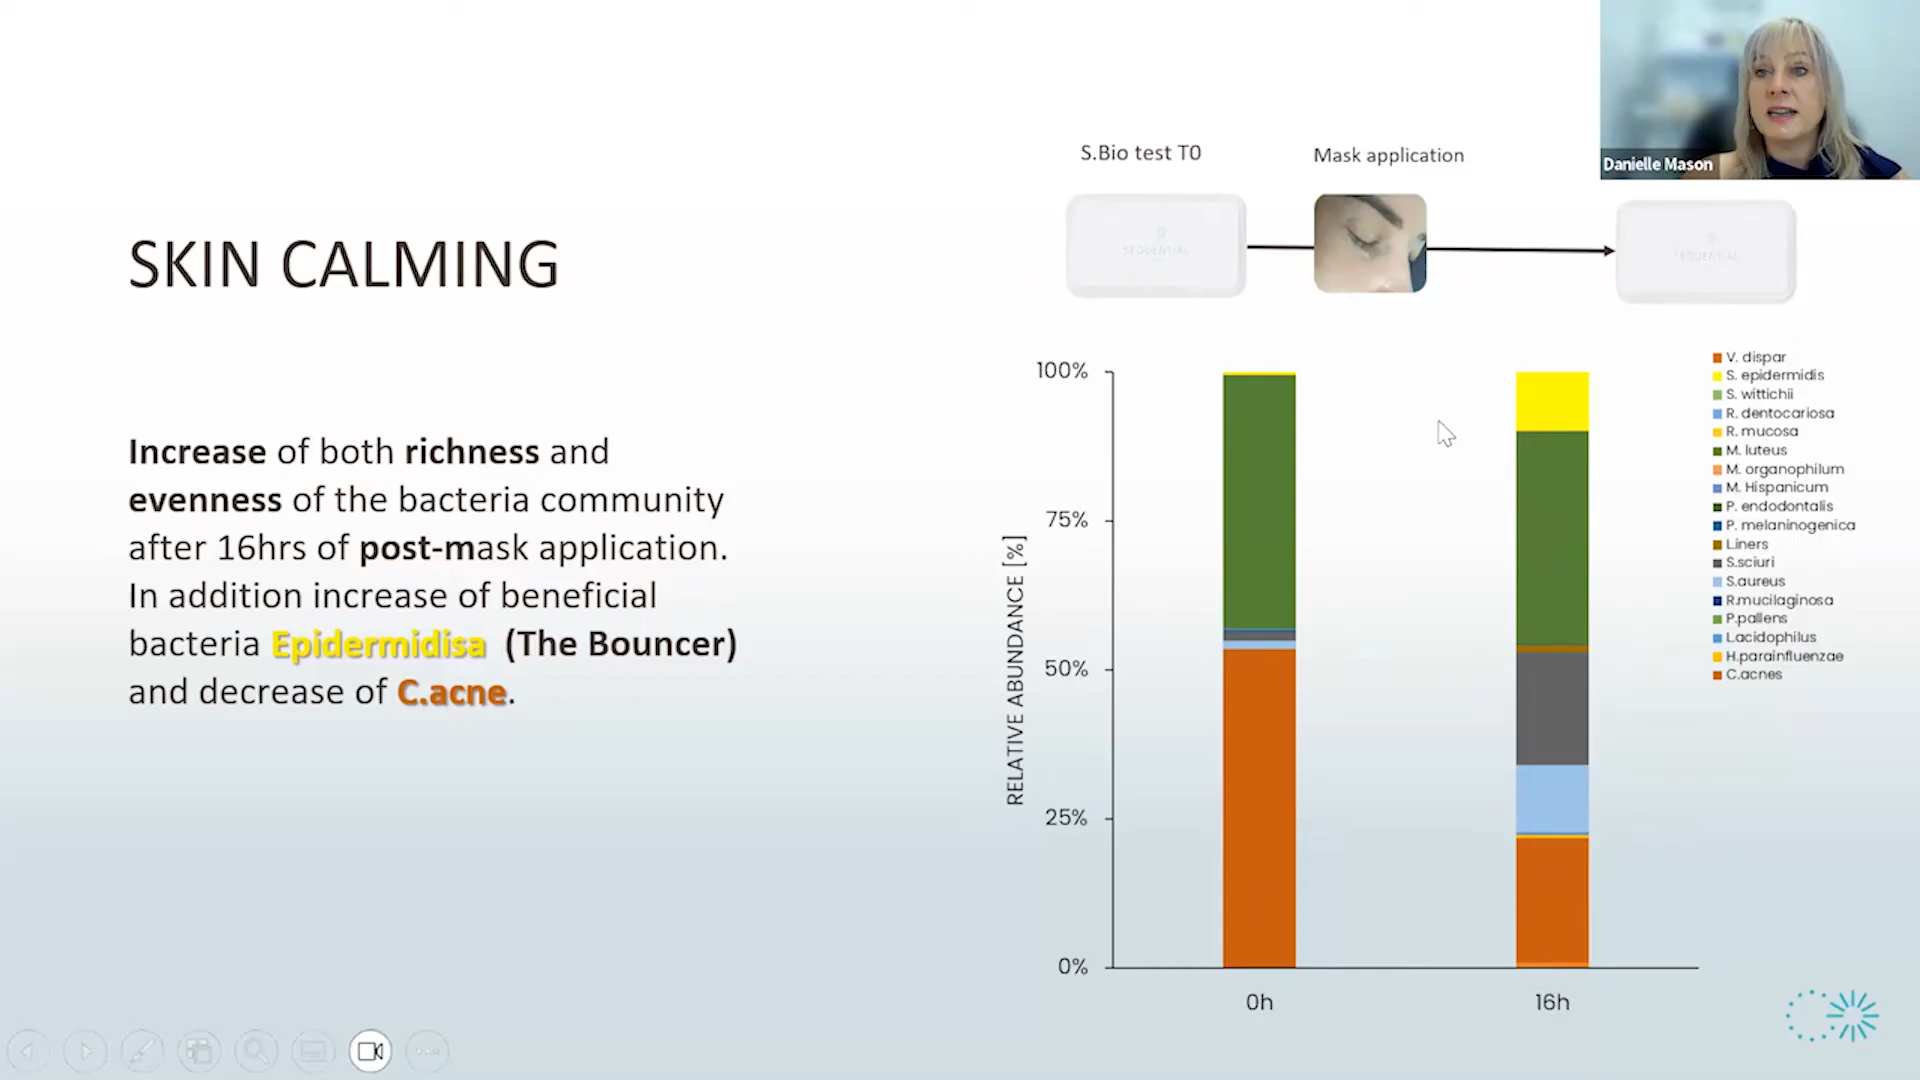 SKIN CALMING
Increase of both richness and
evenness of the bacteria community
after 16hrs of post-mask application.
In addition increase of beneficial
bacteria Epidermidisa (The Bouncer)
and decrease of C.acne.
S.Bio test T0
Mask application
Danielle Mason
SEQUENTIAL
SEQUENTIAL
RELATIVE ABUNDANCE [%]
100%
75%
50%
25%
0%
0h
16h
V. dispar
S. epidermidis
S. wittichii
R. dentocariosa
R. mucosa
M. luteus
M. organophilum
M. Hispanicum
P. endodontalis
P. melaninogenica
L.iners
S.sciuri
S.aureus
R.mucilaginosa
P.pallens
L.acidophilus
H.parainfluenzae
C.acnes